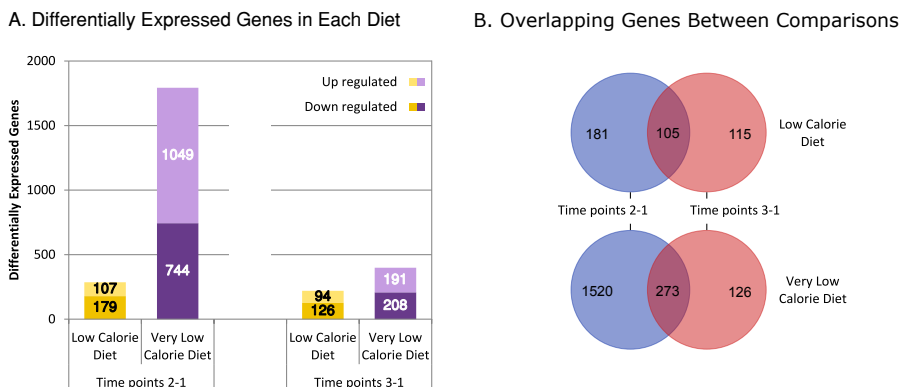 A. Differentially Expressed Genes in Each Diet
B. Overlapping Genes Between Comparisons
Differentially Expressed Genes
2000
1500
1000
500
0
Up regulated
Down regulated
107
179
1049
744
94
126
191
208
Low Calorie
Diet
Very Low
Calorie Diet
Low Calorie
Diet
Very Low
Calorie Diet
Time points 2-1
Time points 3-1
181
105
115
Low Calorie
Diet
Time points 2-1
Time points 3-1
1520
273
126
Very Low
Calorie Diet